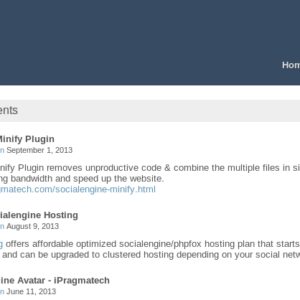 Hom
ents
Minify Plugin
n September 1, 2013
nify Plugin removes unproductive code & combine the multiple files in si
ng bandwidth and speed up the website.
gmatech.com/socialengine-minify.html
ialengine Hosting
n August 9, 2013
g offers affordable optimized socialengine/phpfox hosting plan that starts
and can be upgraded to clustered hosting depending on your social netw
ine Avatar - iPragmatech
n June 11, 2013